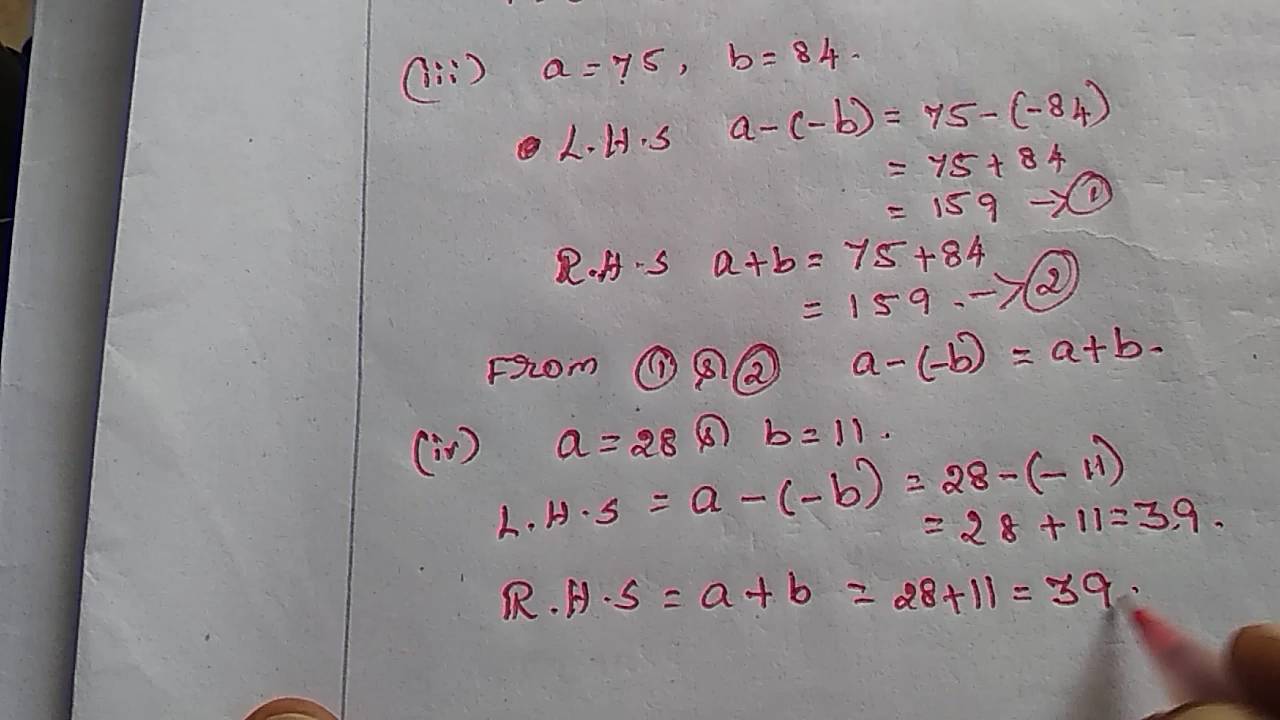 (iii) a = 75, b = 84.
L.H.S a-(-b) = 75-(-84)
= 75 + 84
= 159 → ①
R.H.S a+b = 75+84
= 159. → ②
From ① & ② a-(-b) = a+b.
(iv) a = 28 & b = 11.
L.H.S = a-(-b) = 28-(-11)
= 28 + 11 = 39.
R.H.S = a+b = 28+11 = 39.